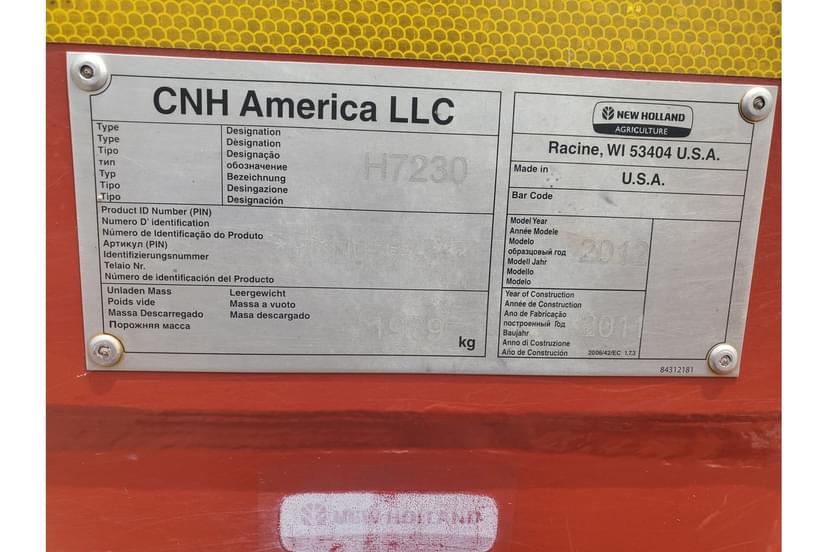 CNH America LLC
Type
Type
Tipo
тип
Typ
Tipo
Tipo
Designation
Dèsignation
Designação
обозначение
Bezeichnung
Desingazione
Designación
H7230
Product ID Number (PIN)
Numero D' identification
Número de Identificação do Produto
Артикул (PIN)
Identifizierungsnummer
Telaio Nr.
Número de identificación del Producto
Unladen Mass
Poids vide
Massa Descarregado
Порожняя масса
Leergewicht
Massa a vuoto
Masa descargado
kg
NEW HOLLAND
AGRICULTURE
Racine, WI 53404 U.S.A.
Made in
U.S.A.
Bar Code
Model Year
Année Modele
Modelo
образцовый год
Modell Jahr
Modello
Modelo
2012
Year of Construction
Année de Construction
Ano de Fabricação
построенный Год
Baujahr
Anno di Costruzione
Año de Construción
2011
2006/42/EC 1.7.3
84312181
NEW HOLLAND